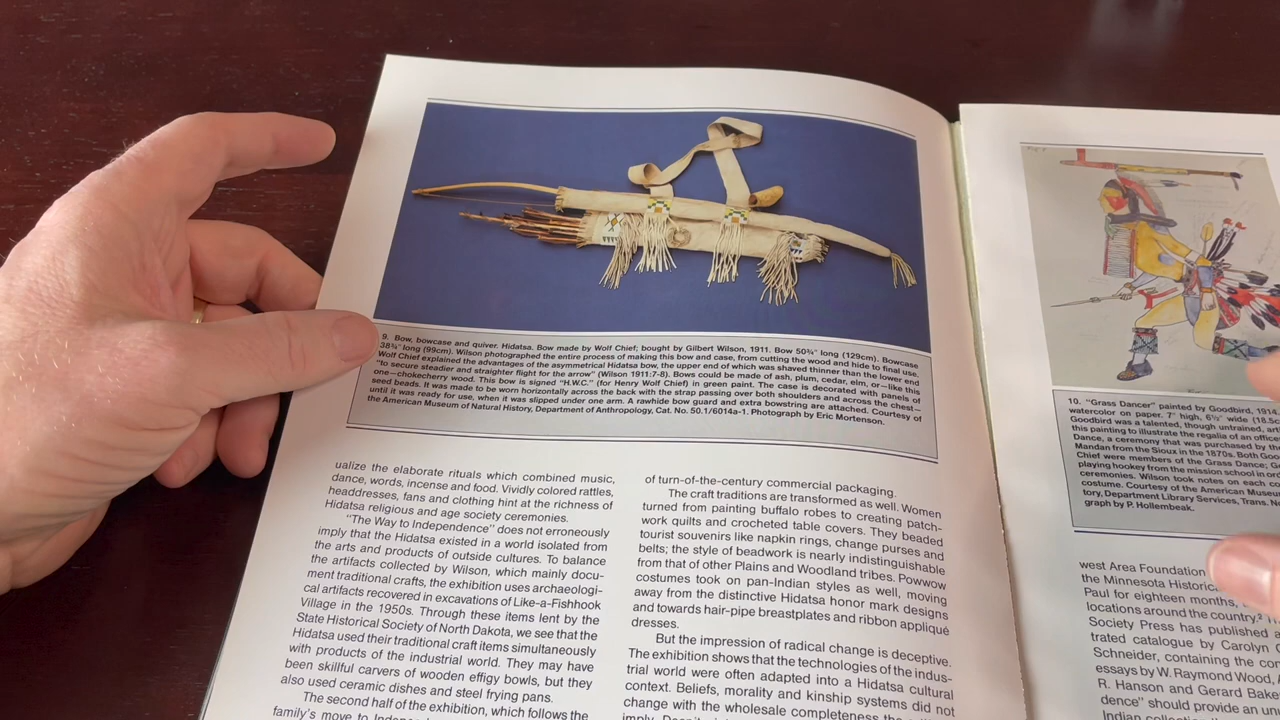 9. Bow, bowcase and quiver. Hidatsa. Bow made by Wolf Chief; bought by Gilbert Wilson, 1911. Bow 50¾" long (129cm). Bowcase
38¾" long (99cm). Wilson photographed the entire process of making this bow and case, from cutting the wood and hide to final use.
Wolf Chief explained the advantages of the asymmetrical Hidatsa bow, the upper end of which was shaved thinner than the lower end
"to secure steadier and straighter flight for the arrow" (Wilson 1911:7-8). Bows could be made of ash, plum, cedar, elm, or—like this
one—chokecherry wood. This bow is signed "H.W.C." (for Henry Wolf Chief) in green paint. The case is decorated with panels of
seed beads. It was made to be worn horizontally across the back with the strap passing over both shoulders and across the chest—
until it was ready for use, when it was slipped under one arm. A rawhide bow guard and extra bowstring are attached. Courtesy of
the American Museum of Natural History, Department of Anthropology, Cat. No. 50.1/6014a-1. Photograph by Eric Mortenson.
ualize the elaborate rituals which combined music,
dance, words, incense and food. Vividly colored rattles,
headdresses, fans and clothing hint at the richness of
Hidatsa religious and age society ceremonies.
"The Way to Independence" does not erroneously
imply that the Hidatsa existed in a world isolated from
the arts and products of outside cultures. To balance
the artifacts collected by Wilson, which mainly docu-
ment traditional crafts, the exhibition uses archaeologi-
cal artifacts recovered in excavations of Like-a-Fishhook
Village in the 1950s. Through these items lent by the
State Historical Society of North Dakota, we see that the
Hidatsa used their traditional craft items simultaneously
with products of the industrial world. They may have
been skillful carvers of wooden effigy bowls, but they
also used ceramic dishes and steel frying pans.
The second half of the exhibition, which follows the
family's move to
of turn-of-the-century commercial packaging.
The craft traditions are transformed as well. Women
turned from painting buffalo robes to creating patch-
work quilts and crocheted table covers. They beaded
tourist souvenirs like napkin rings, change purses and
belts; the style of beadwork is nearly indistinguishable
from that of other Plains and Woodland tribes. Powwow
costumes took on pan-Indian styles as well, moving
away from the distinctive Hidatsa honor mark designs
and towards hair-pipe breastplates and ribbon appliqué
dresses.
But the impression of radical change is deceptive.
The exhibition shows that the technologies of the indus-
trial world were often adapted into a Hidatsa cultural
context. Beliefs, morality and kinship systems did not
change with the wholesale completeness
10. "Grass Dancer" painted by Goodbird, 1914
watercolor on paper. 7" high, 6½" wide (18.5c
Goodbird was a talented, though untrained, art
this painting to illustrate the regalia of an office
Dance, a ceremony that was purchased by the
Mandan from the Sioux in the 1870s. Both Goo
Chief were members of the Grass Dance; G
playing hookey from the mission school in o
ceremonies. Wilson took notes on each co
costume. Courtesy of the American Museu
tory, Department Library Services, Trans. N
graph by P. Hollembeak.
west Area Foundation
the Minnesota Historic
Paul for eighteen months,
locations around the country.²
Society Press has published
trated catalogue by Carolyn
Schneider, containing the
essays by W. Raymond Wood,
R. Hanson and Gerard Bake
dence" should provide an
Indian